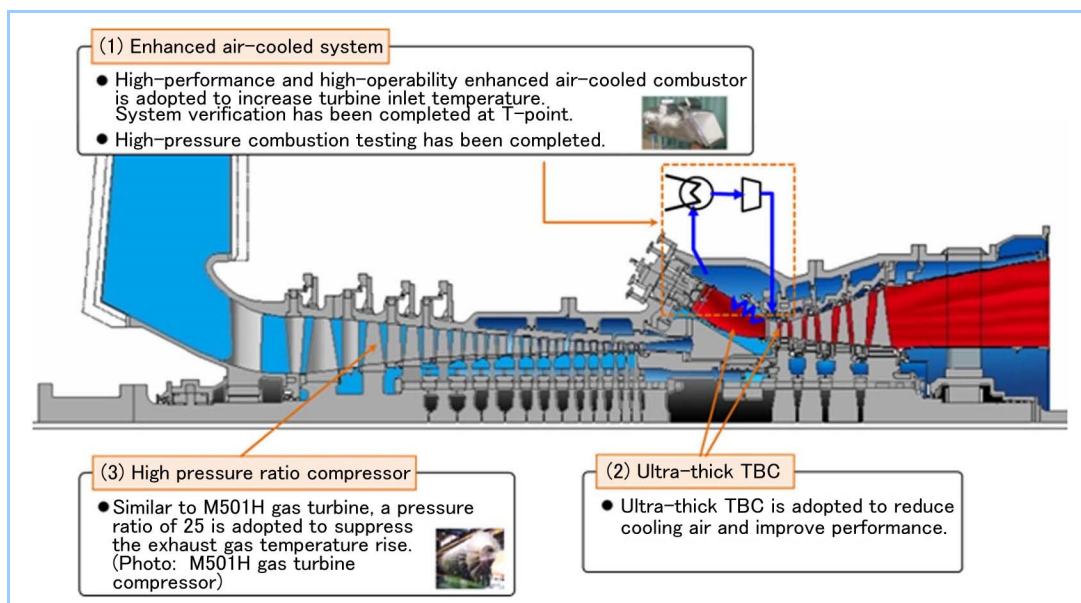 (1) Enhanced air-cooled system
● High-performance and high-operability enhanced air-cooled combustor
is adopted to increase turbine inlet temperature.
System verification has been completed at T-point.
● High-pressure combustion testing has been completed.
(3) High pressure ratio compressor
● Similar to M501H gas turbine, a pressure
ratio of 25 is adopted to suppress
the exhaust gas temperature rise.
(Photo: M501H gas turbine
compressor)
(2) Ultra-thick TBC
● Ultra-thick TBC is adopted to reduce
cooling air and improve performance.